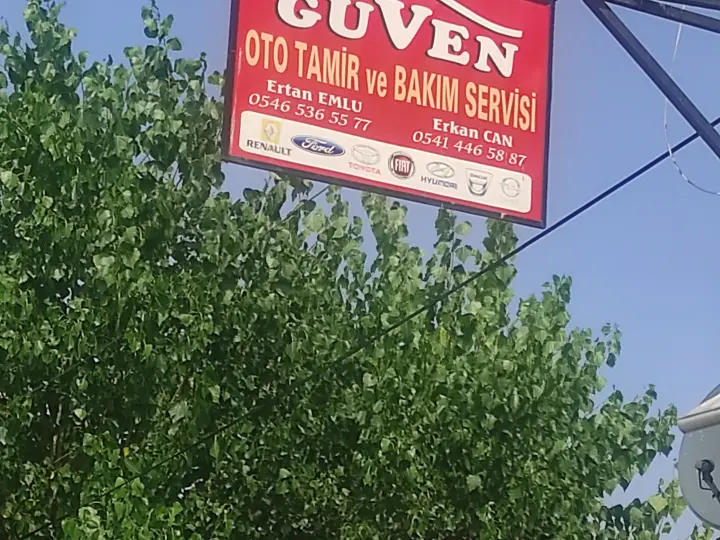 GÜVEN
OTO TAMİR ve BAKIM SERVİSİ
Ertan EMLU
0546 536 55 77
Erkan CAN
0541 446 58 87
RENAULT
Ford
TOYOTA
FIAT
HYUNDAI
DACIA